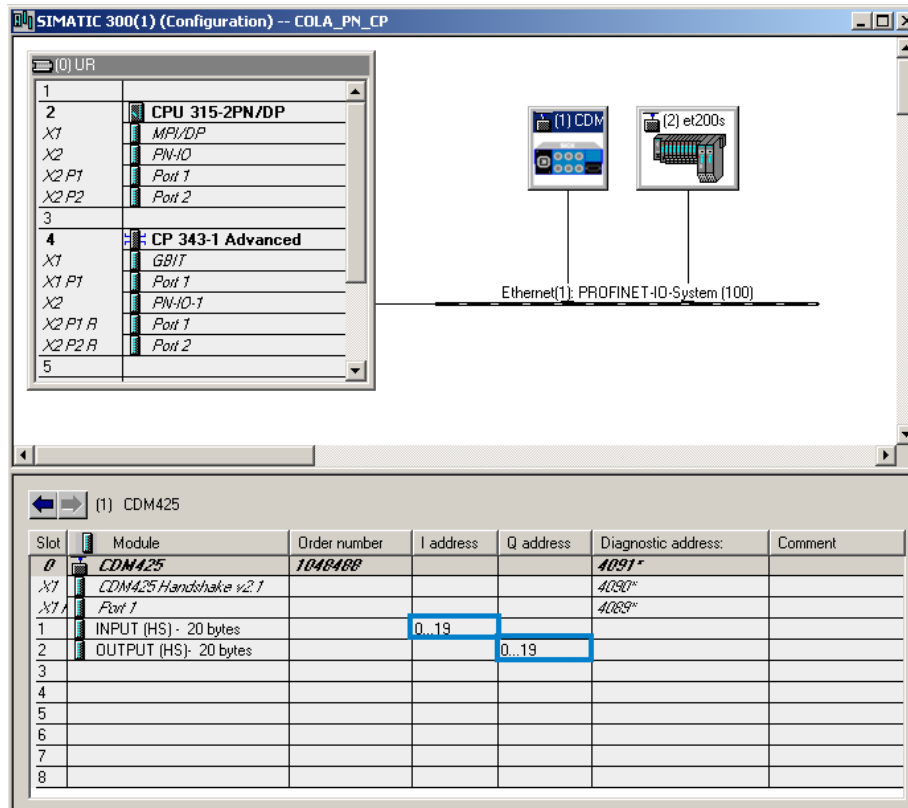 SIMATIC 300(1) (Configuration) -- COLA_PN_CP
(0) UR
1
2 CPU 315-2PN/DP
X1 MPI/DP
X2 PN-IO
X2 P1 Port 1
X2 P2 Port 2
3
4 CP 343-1 Advanced
X1 GBIT
X1 P1 Port 1
X2 PN-IO-1
X2 P1 R Port 1
X2 P2 R Port 2
5
(1) CDM
SICK
(2) et200s
Ethernet(1): PROFINET-IO-System (100)
(1) CDM425
Slot Module Order number I address Q address Diagnostic address: Comment
0 CDM425 1048488 4091*
X1 CDM425 Handshake v2.1 4090*
X1 Port 1 4089*
1 INPUT (HS) - 20 bytes 0...19
2 OUTPUT (HS)- 20 bytes 0...19
3
4
5
6
7
8